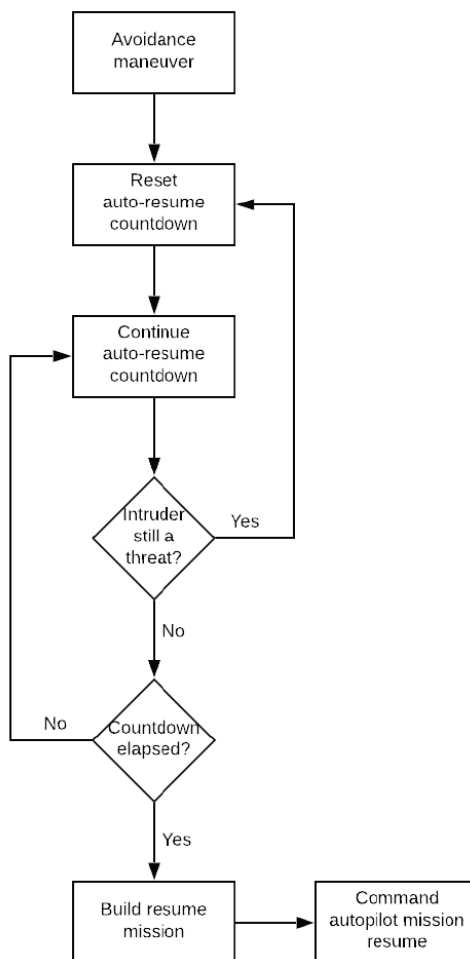 Avoidance
maneuver
Reset
auto-resume
countdown
Continue
auto-resume
countdown
Intruder
still a
threat?
Yes
No
Countdown
elapsed?
No
Yes
Build resume
mission
Command
autopilot mission
resume